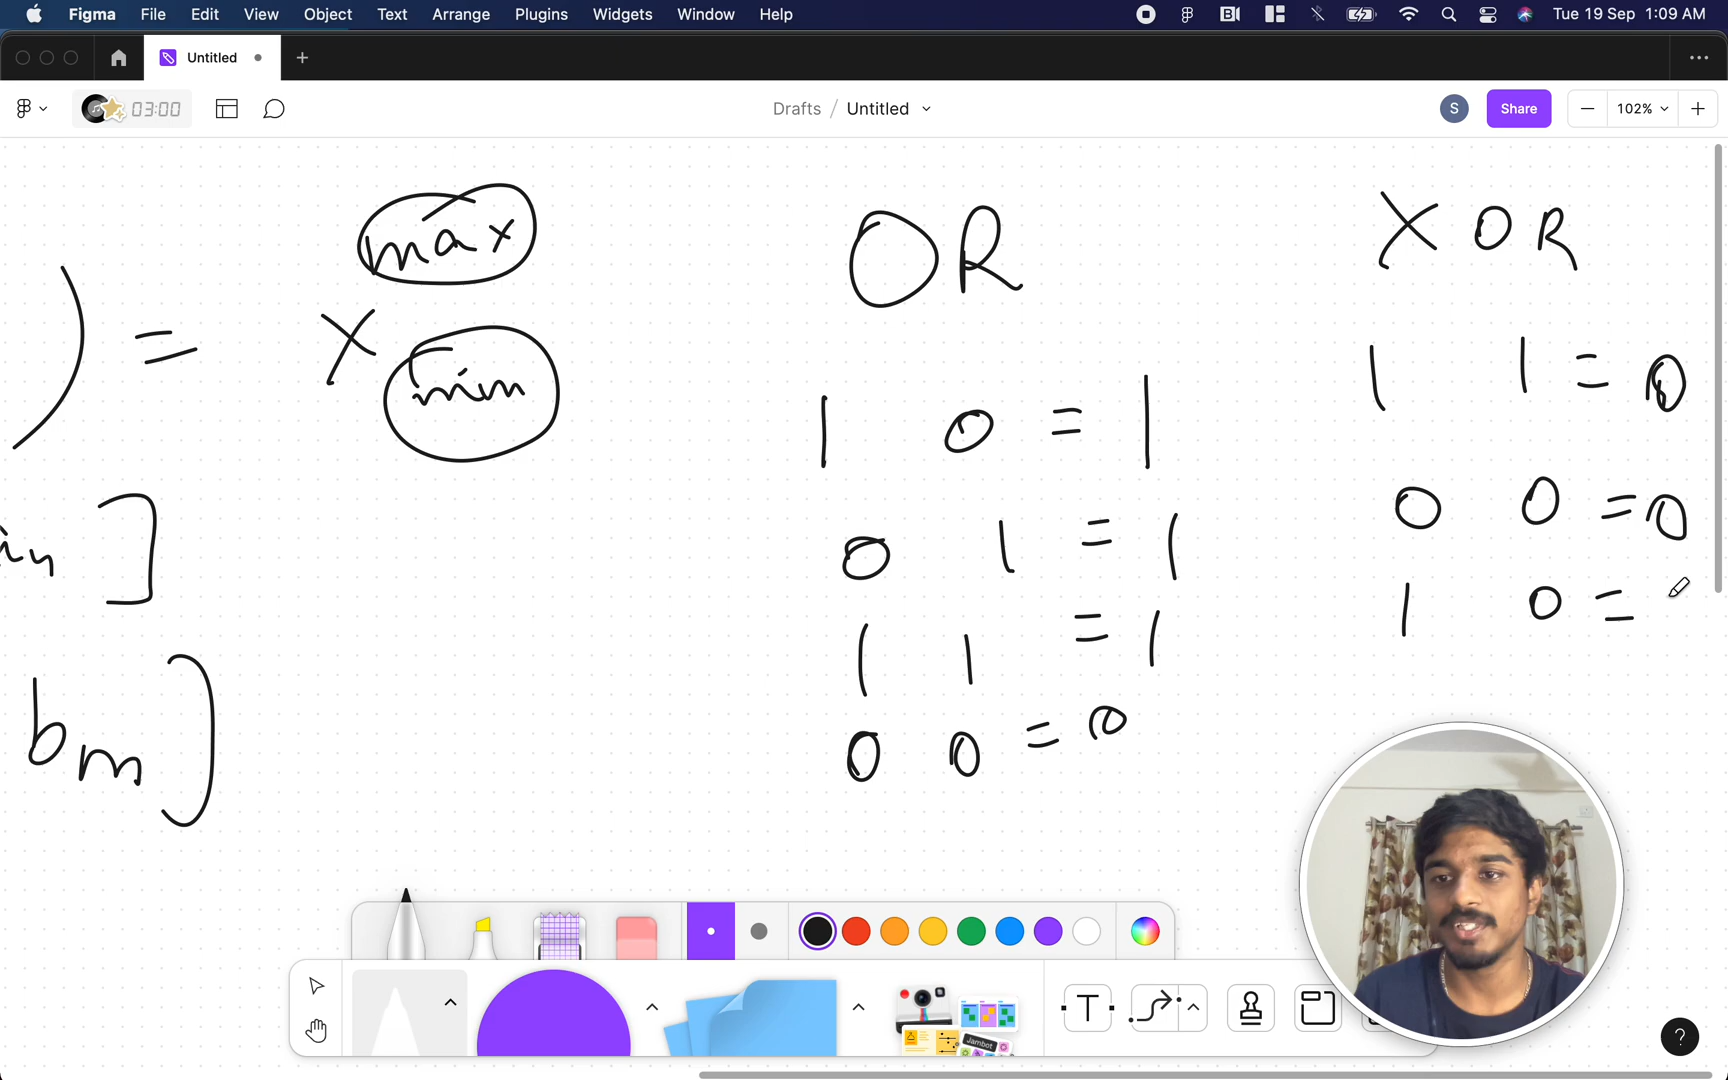 Figma File Edit View Object Text Arrange Plugins Widgets Window Help Tue 19 Sep 1:09 AM
Untitled
03:00 Drafts / Untitled S Share 102%
max
OR
XOR
) = x min
1 1 = 0
1 0 = 1
0 0 = 0
]
0 1 = 1
1 0 =
1 1 = 1
bm ]
0 0 = 0
T
Jambot
?